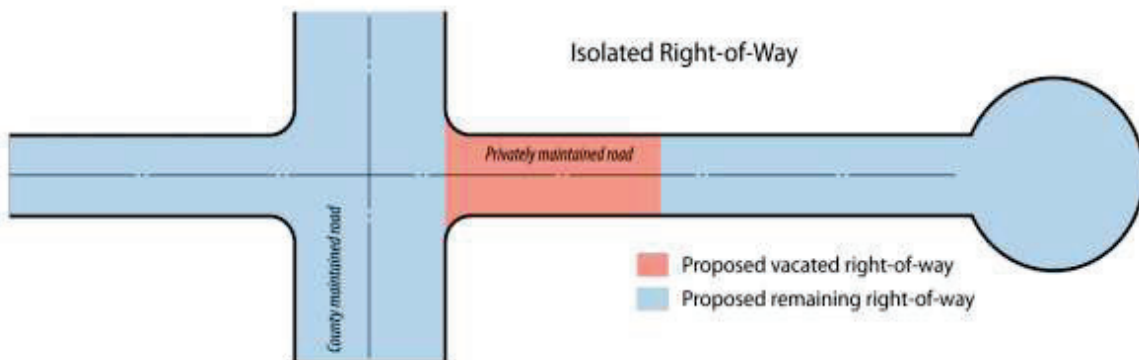 Isolated Right-of-Way
Privately maintained road
County maintained road
Proposed vacated right-of-way
Proposed remaining right-of-way